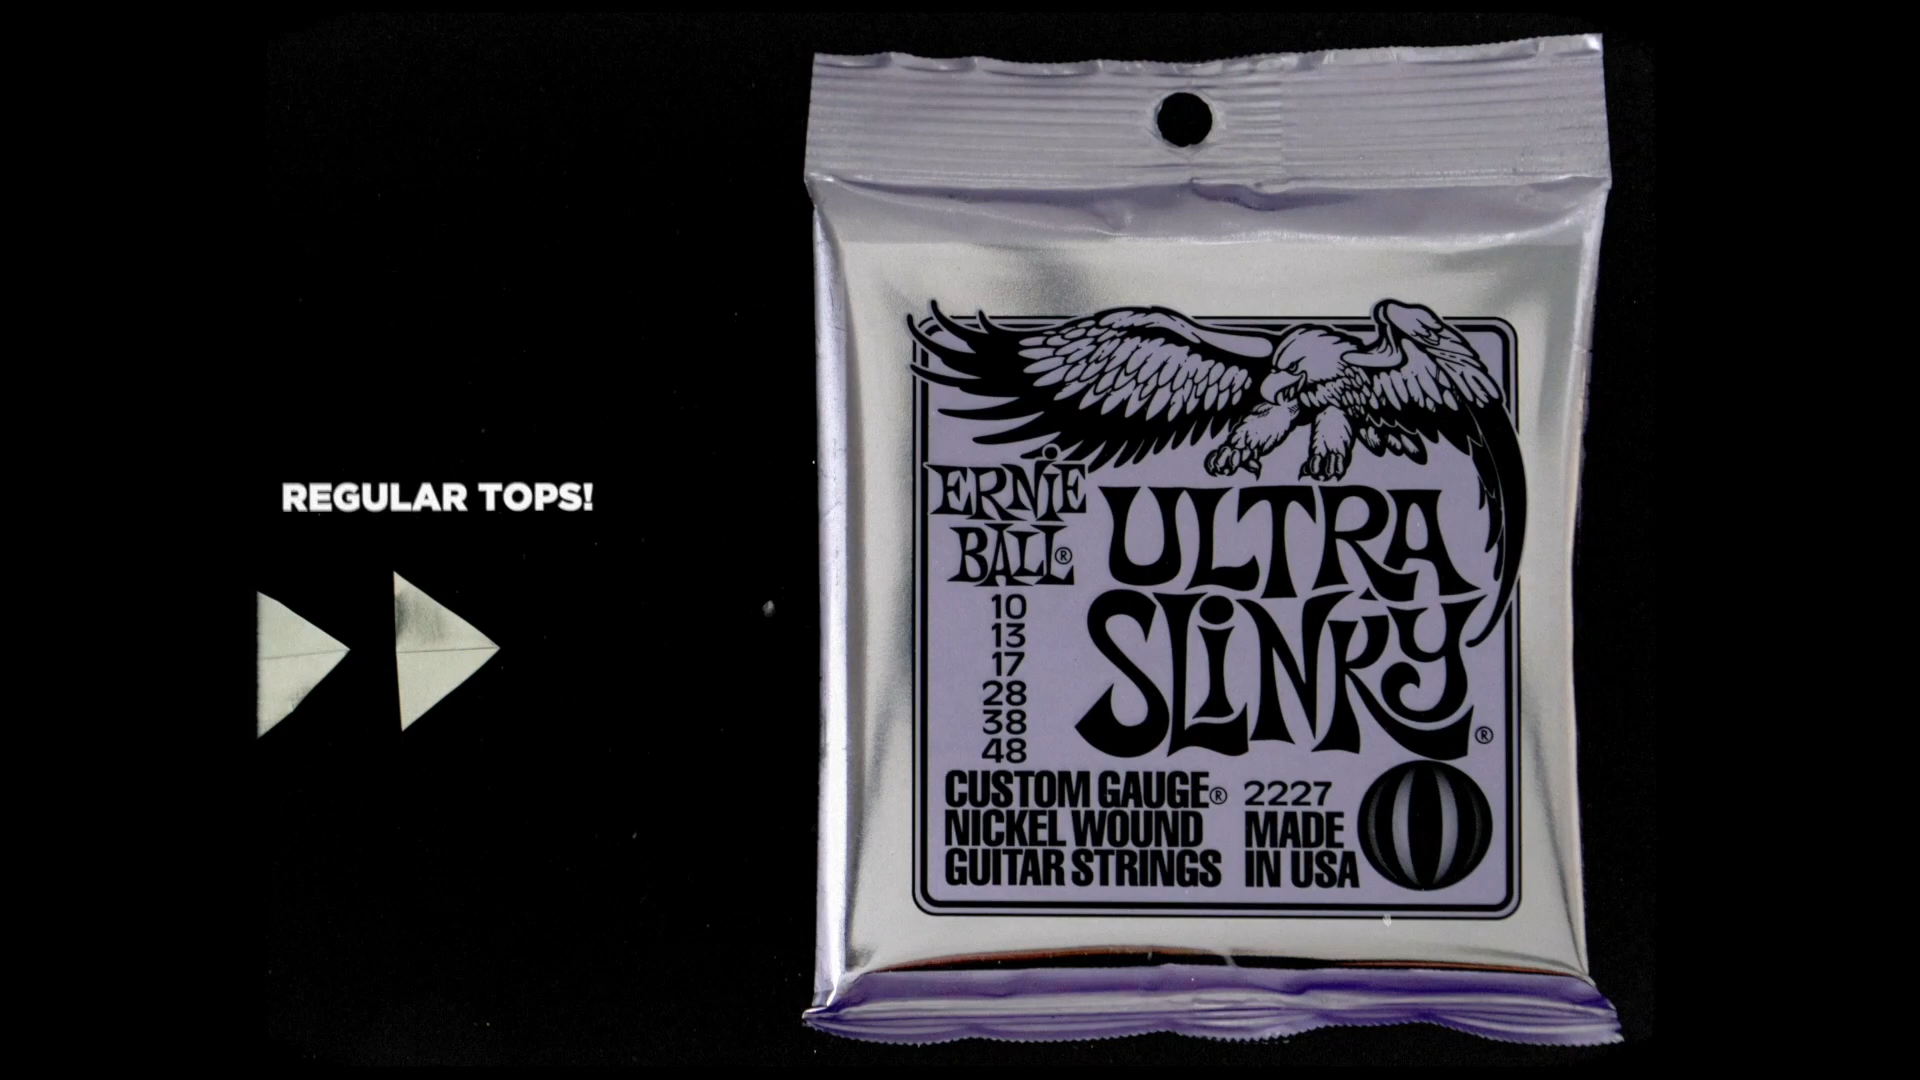 REGULAR TOPS!
ERNIE
BALL®
ULTRA
SLINKY®
10
13
17
28
38
48
CUSTOM GAUGE®
NICKEL WOUND
GUITAR STRINGS
2227
MADE
IN USA